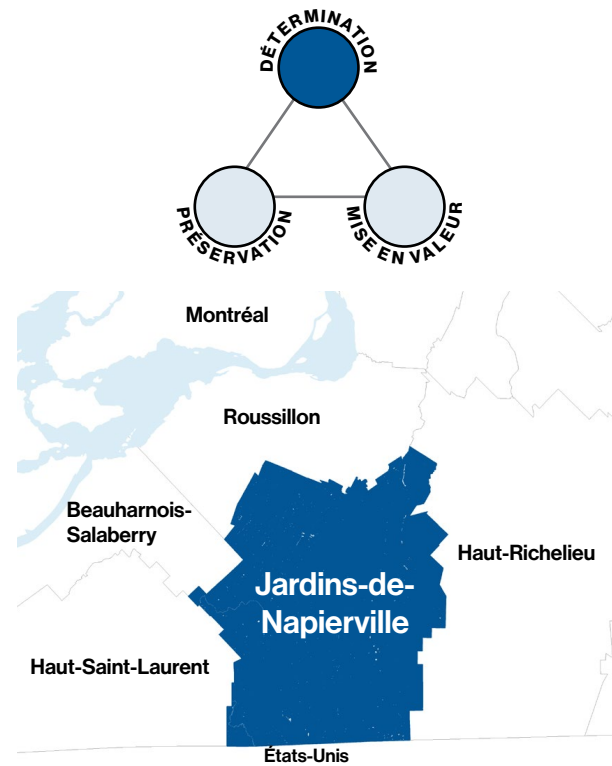 DÉTERMINATION
PRÉSERVATION
MISE EN VALEUR
Montréal
Roussillon
Beauharnois-
Salaberry
Haut-Richelieu
Jardins-de-
Napierville
Haut-Saint-Laurent
États-Unis